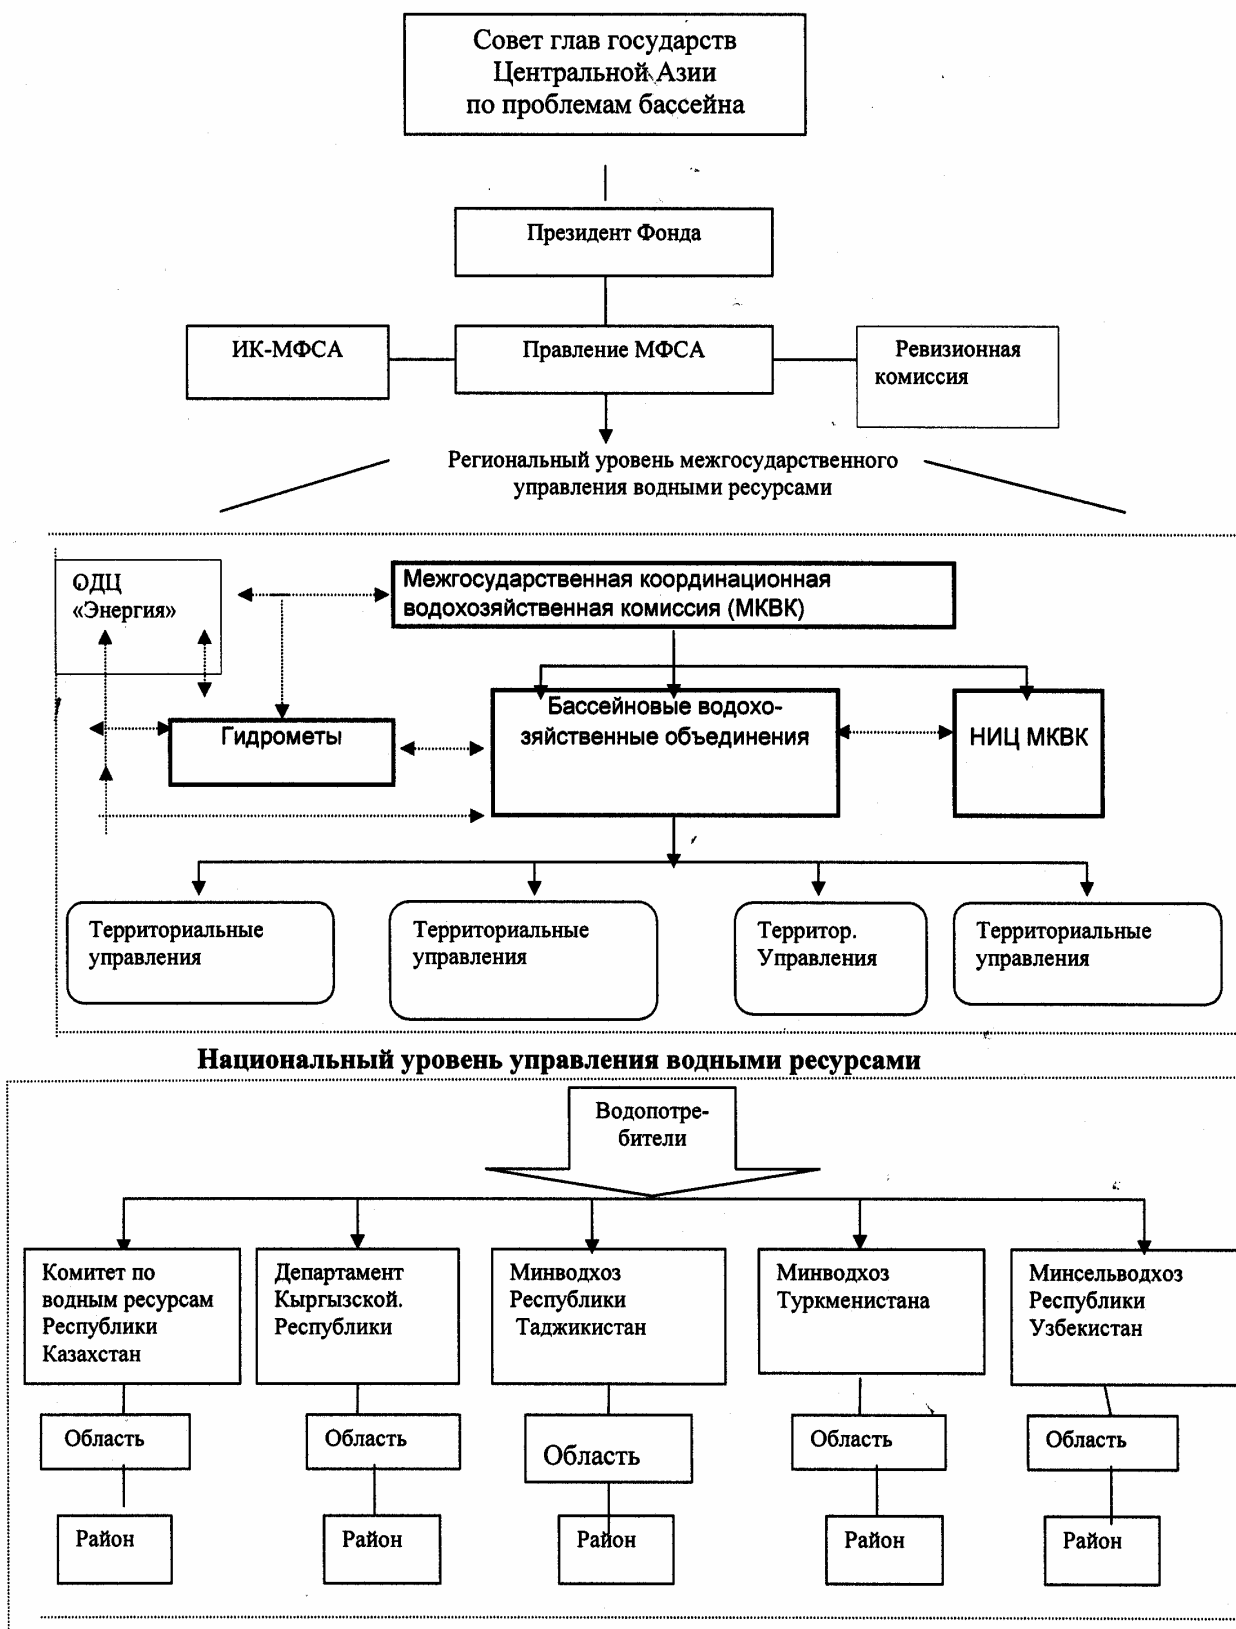 Совет глав государств
Центральной Азии
по проблемам бассейна
Президент Фонда
ИК-МФСА
Правление МФСА
Ревизионная
комиссия
Региональный уровень межгосударственного
управления водными ресурсами
ОДЦ
«Энергия»
Межгосударственная координационная
водохозяйственная комиссия (МКВК)
Гидрометы
Бассейновые водохо-
зяйственные объединения
НИЦ МКВК
Территориальные
управления
Территориальные
управления
Территор.
Управления
Территориальные
управления
Национальный уровень управления водными ресурсами
Водопотре-
бители
Комитет по
водным ресурсам
Республики
Казахстан
Департамент
Кыргызской.
Республики
Минводхоз
Республики
Таджикистан
Минводхоз
Туркменистана
Минсельводхоз
Республики
Узбекистан
Область
Область
Область
Область
Область
Район
Район
Район
Район
Район